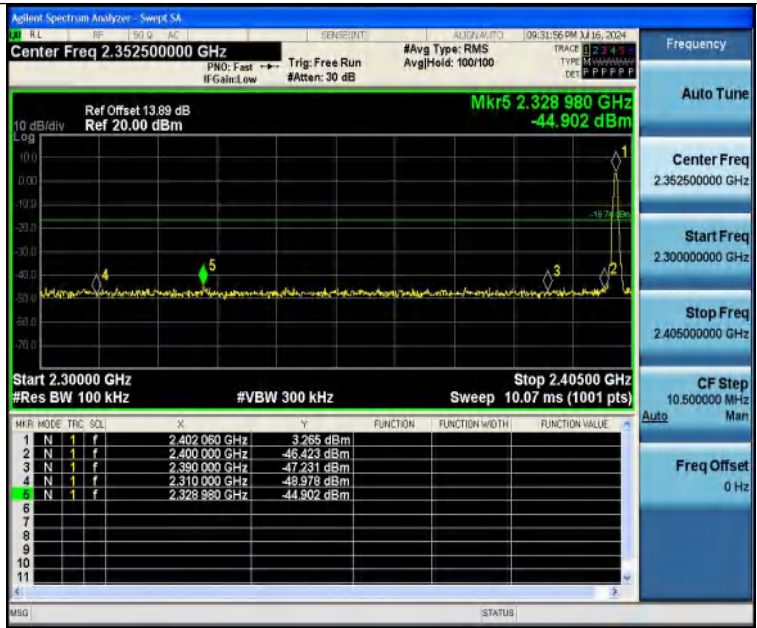 Agilent Spectrum Analyzer - Swept SA
RL RF 50 Ω AC SENSE:INT ALIGN AUTO 09:31:56 PM Jul 16, 2024
Center Freq 2.352500000 GHz
PNO: Fast
IFGain:Low
Trig: Free Run
#Atten: 30 dB
#Avg Type: RMS
Avg|Hold: 100/100
TRACE 1 2 3 4 5 6
TYPE M
DET P P P P P P
Mkr5 2.328 980 GHz
-44.902 dBm
Ref Offset 13.89 dB
10 dB/div Ref 20.00 dBm
Log
10.0
0.00
-10.0
-20.0
-30.0
-40.0
-50.0
-60.0
-70.0
1
2
3
4
5
Start 2.30000 GHz Stop 2.40500 GHz
#Res BW 100 kHz #VBW 300 kHz Sweep 10.07 ms (1001 pts)
MKR MODE TRC SCL X Y FUNCTION FUNCTION WIDTH FUNCTION VALUE
1 N 1 f 2.402 060 GHz 3.265 dBm
2 N 1 f 2.400 000 GHz -46.423 dBm
3 N 1 f 2.390 000 GHz -47.231 dBm
4 N 1 f 2.310 000 GHz -48.978 dBm
5 N 1 f 2.328 980 GHz -44.902 dBm
6
7
8
9
10
11
MSG STATUS
Frequency
Auto Tune
Center Freq
2.352500000 GHz
Start Freq
2.300000000 GHz
Stop Freq
2.405000000 GHz
CF Step
10.500000 MHz
Auto Man
Freq Offset
0 Hz